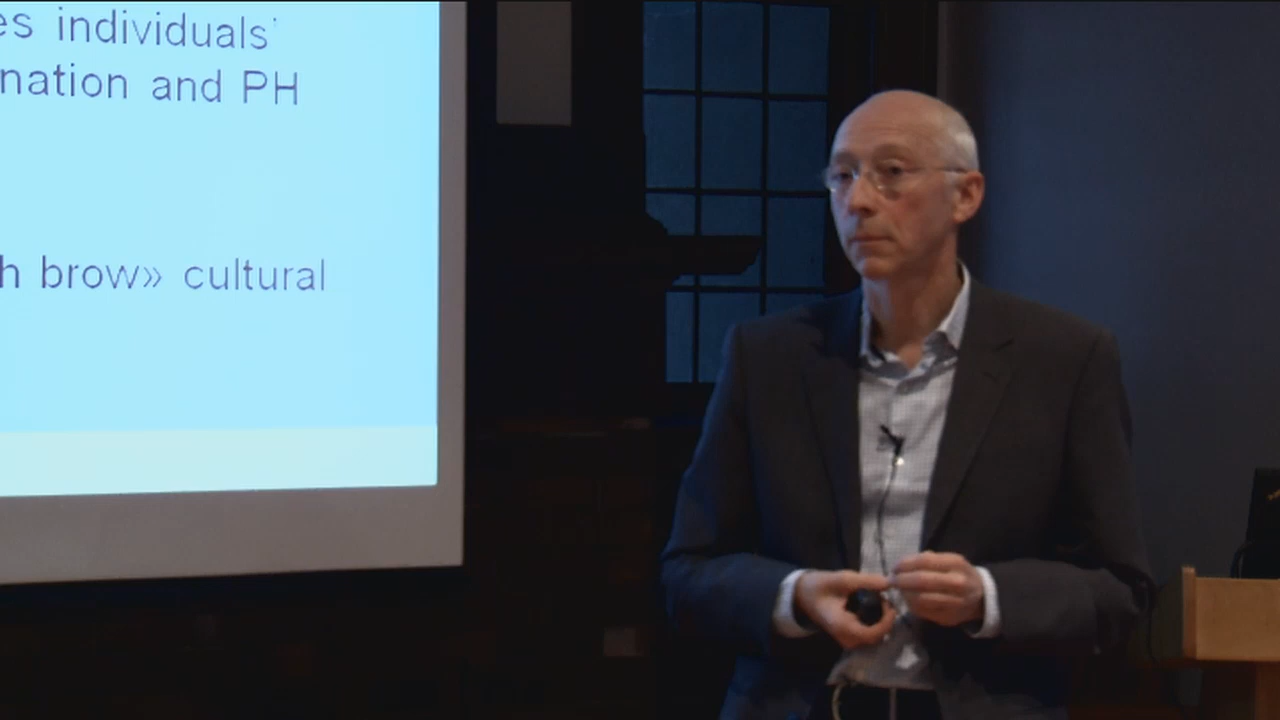 es individuals'
nation and PH
h brow» cultural